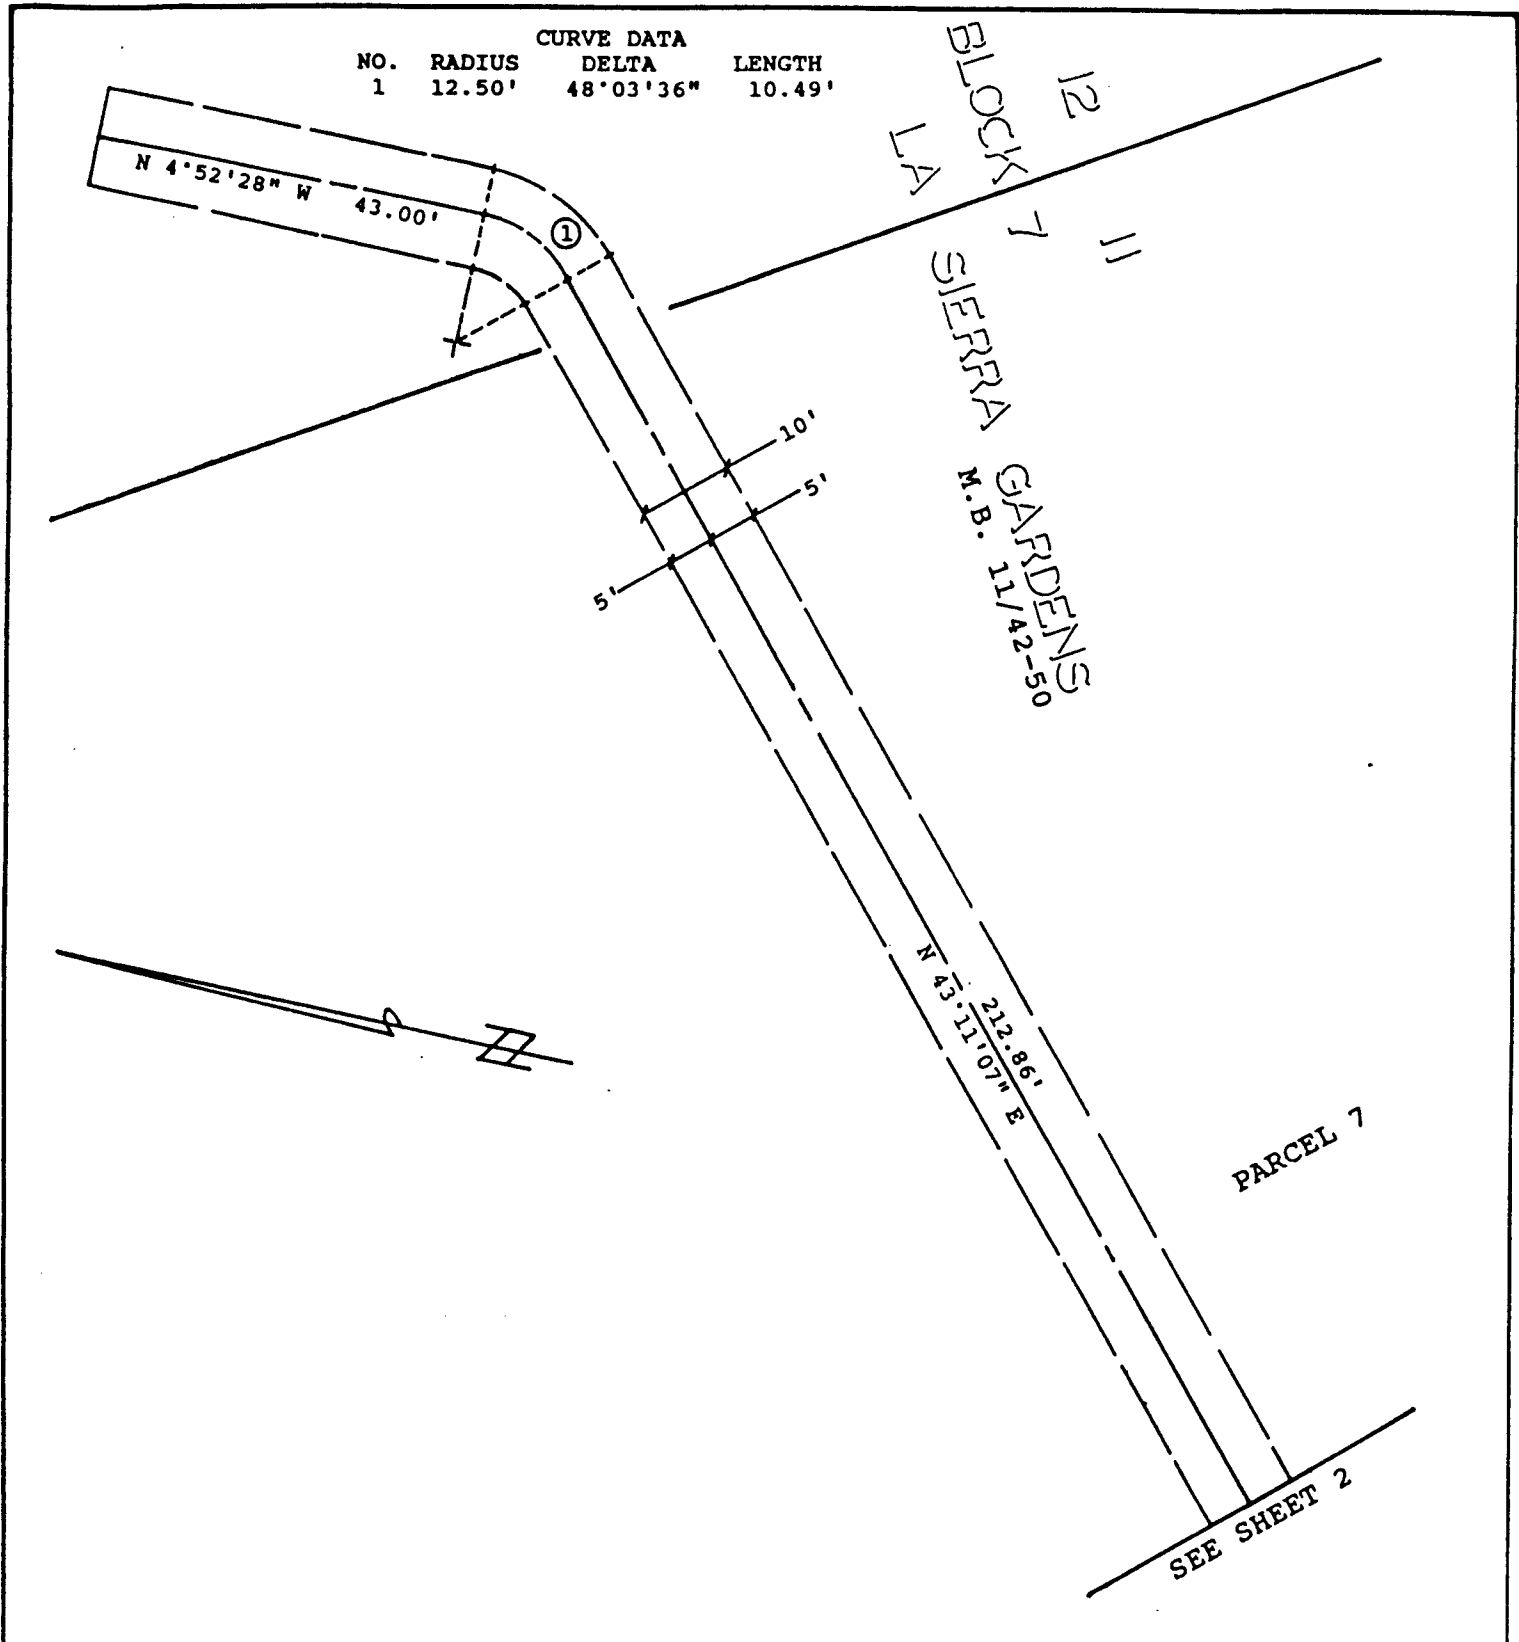 CURVE DATA
NO. RADIUS DELTA LENGTH
1 12.50' 48°03'36" 10.49'
N 4°52'28" W 43.00'
1
12
BLOCK 7
11
LA SIERRA GARDENS
M.B. 11/42-50
10'
5'
5'
212.86'
N 43°11'07" E
N
PARCEL 7
SEE SHEET 2